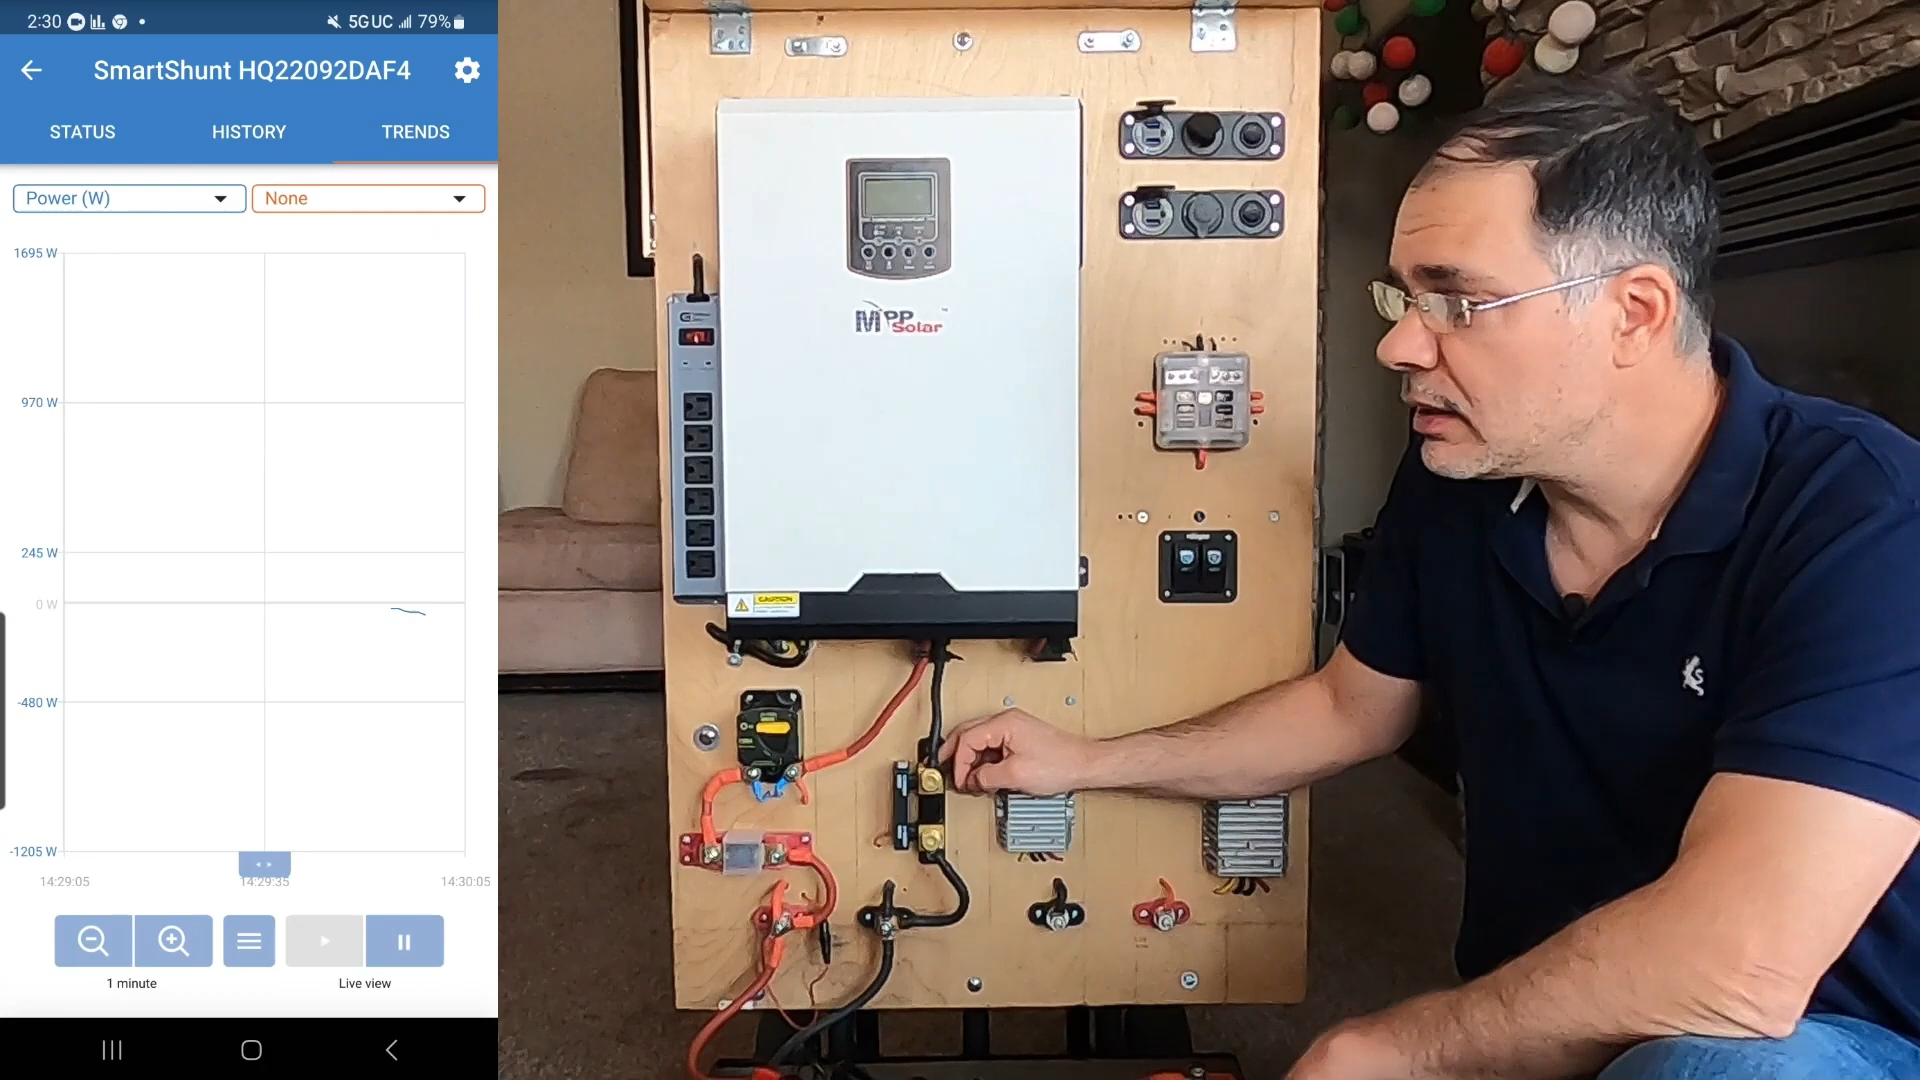 2:30 5G UC 79%
SmartShunt HQ22092DAF4
STATUS HISTORY TRENDS
Power (W) None
1695 W
970 W
245 W
0 W
-480 W
-1205 W
14:29:05 14:29:35 14:30:05
1 minute Live view
MPP Solar
CAUTION